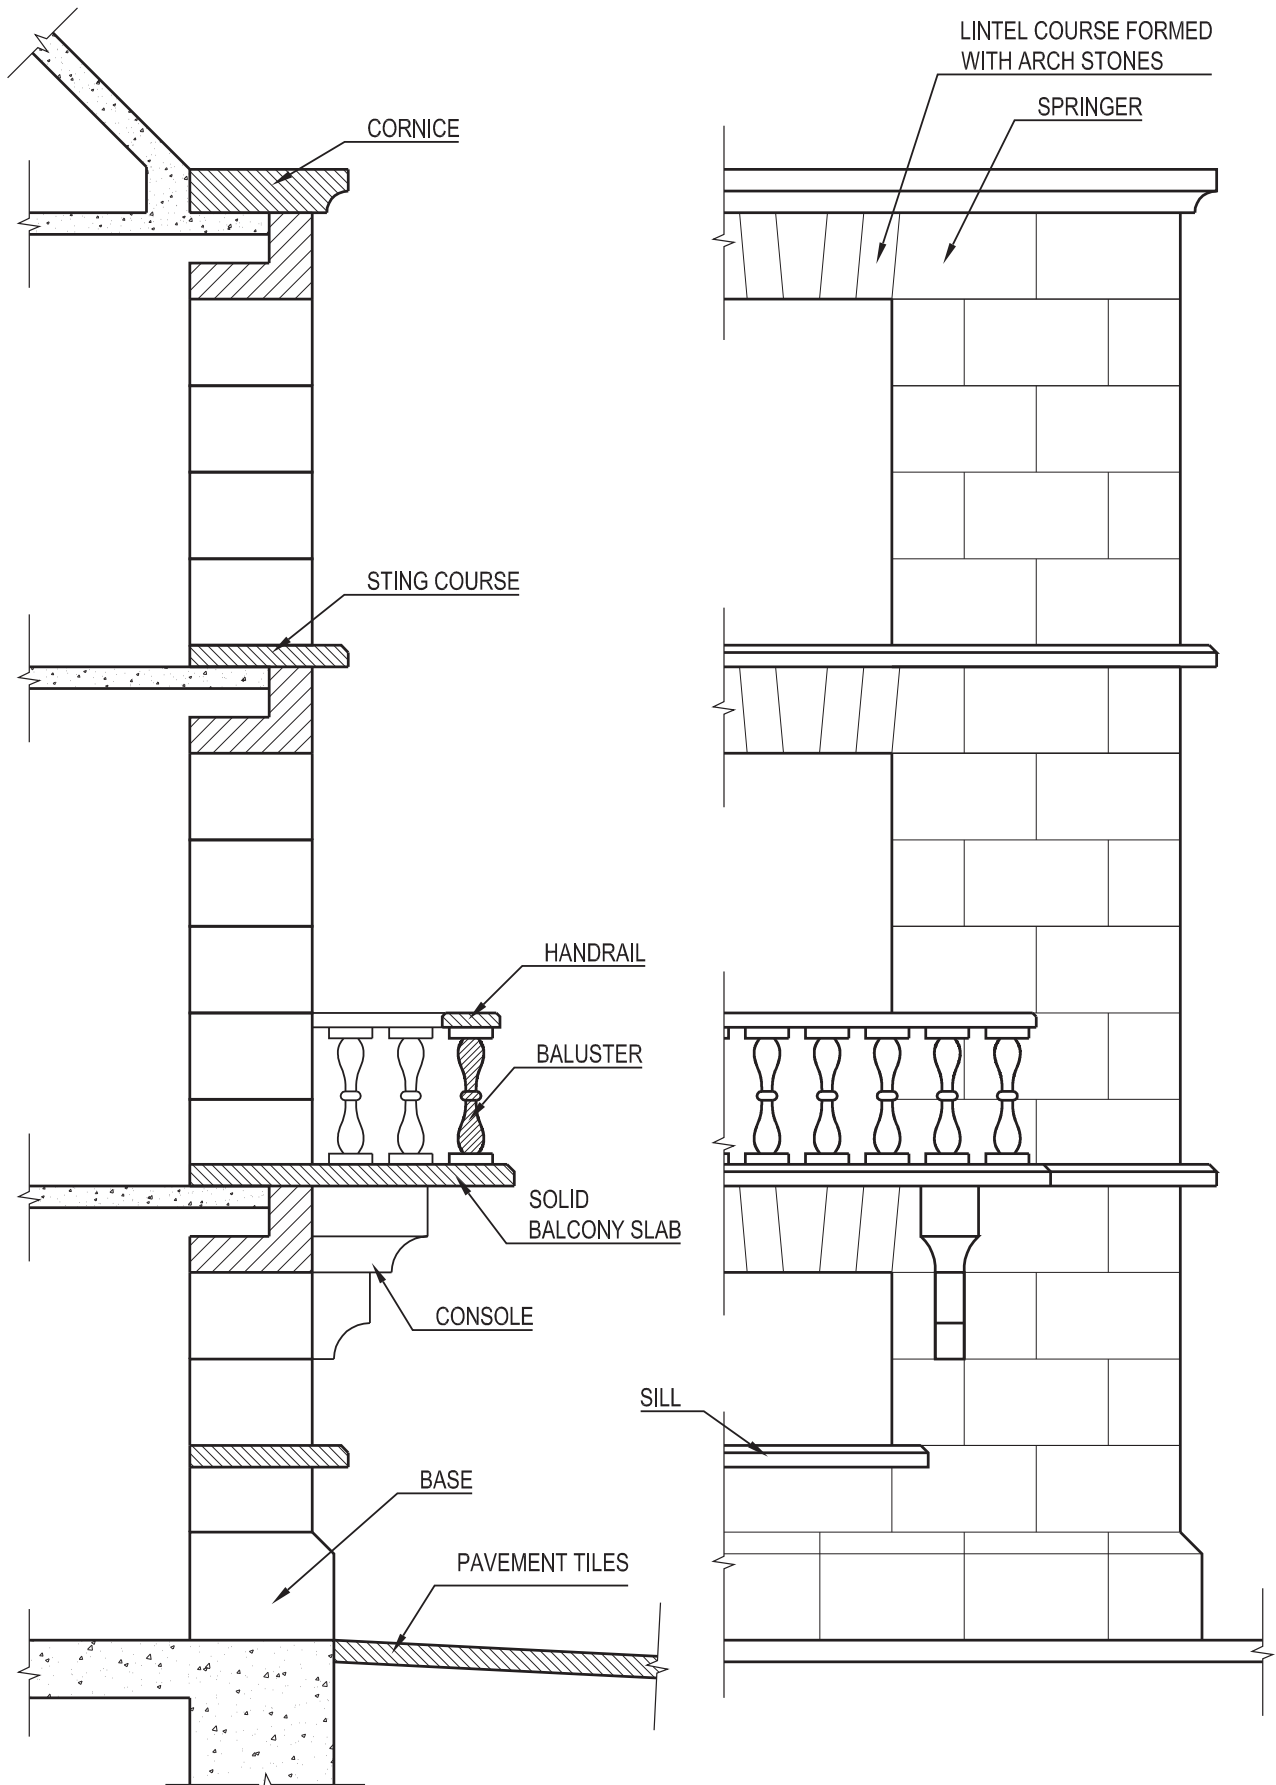 LINTEL COURSE FORMED
WITH ARCH STONES
SPRINGER
CORNICE
STING COURSE
HANDRAIL
BALUSTER
SOLID
BALCONY SLAB
CONSOLE
SILL
BASE
PAVEMENT TILES